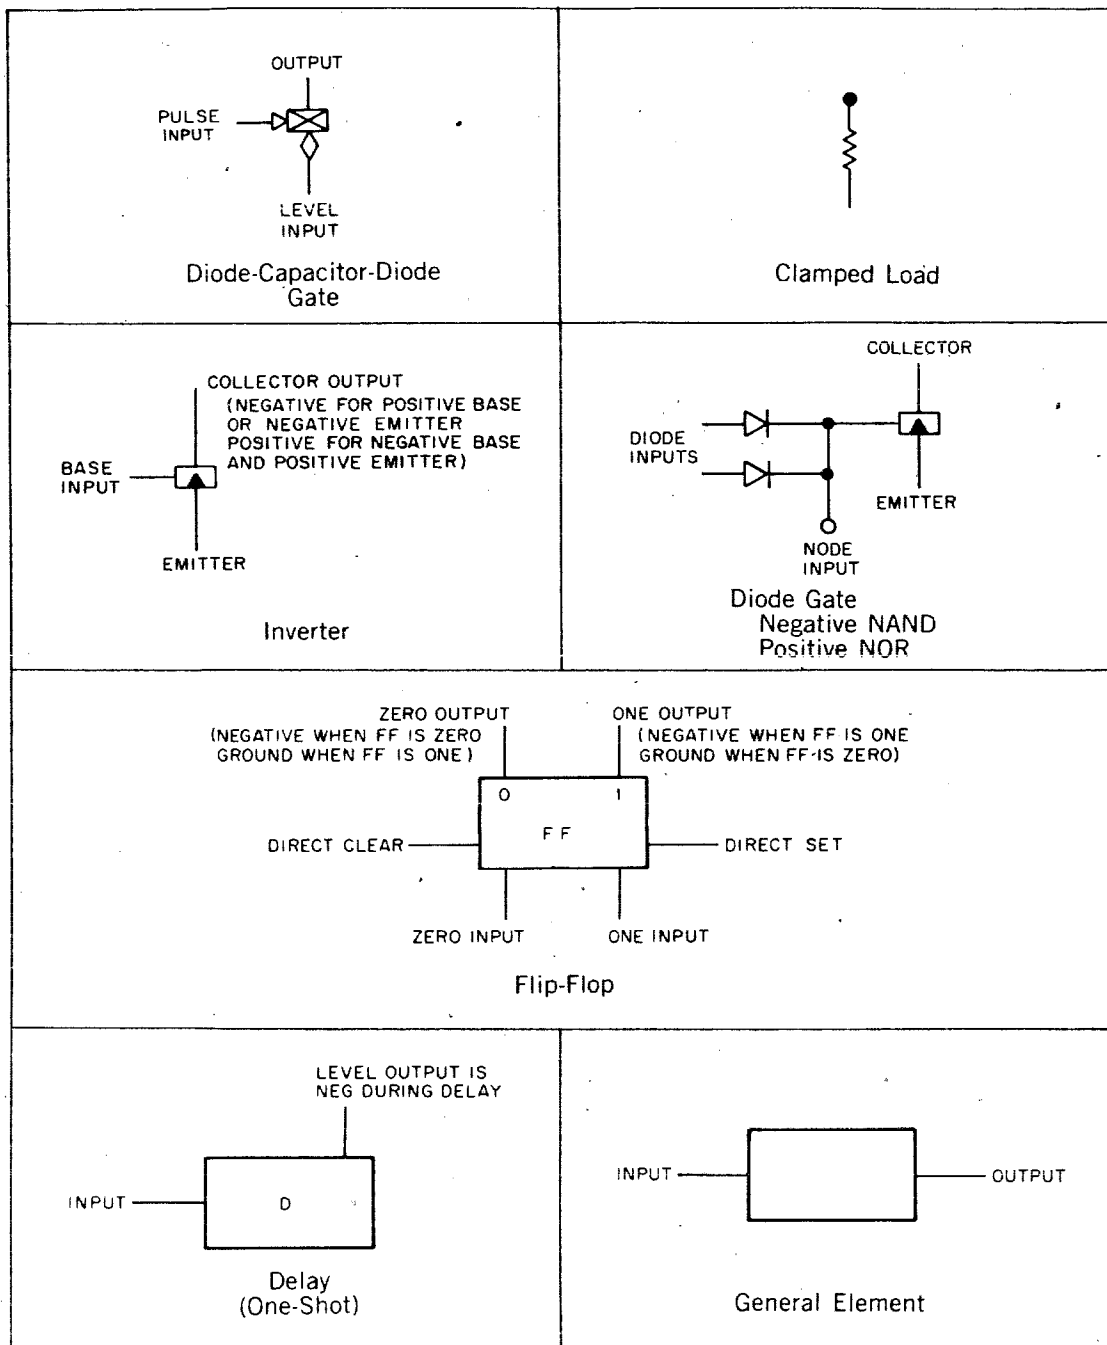 OUTPUT
PULSE
INPUT
LEVEL
INPUT
Diode-Capacitor-Diode
Gate
Clamped Load
COLLECTOR OUTPUT
(NEGATIVE FOR POSITIVE BASE
OR NEGATIVE EMITTER
POSITIVE FOR NEGATIVE BASE
AND POSITIVE EMITTER)
BASE
INPUT
EMITTER
Inverter
COLLECTOR
DIODE
INPUTS
EMITTER
NODE
INPUT
Diode Gate
Negative NAND
Positive NOR
ZERO OUTPUT
(NEGATIVE WHEN FF IS ZERO
GROUND WHEN FF IS ONE)
ONE OUTPUT
(NEGATIVE WHEN FF IS ONE
GROUND WHEN FF IS ZERO)
0 1
FF
DIRECT CLEAR
DIRECT SET
ZERO INPUT
ONE INPUT
Flip-Flop
LEVEL OUTPUT IS
NEG DURING DELAY
INPUT
D
Delay
(One-Shot)
INPUT
OUTPUT
General Element